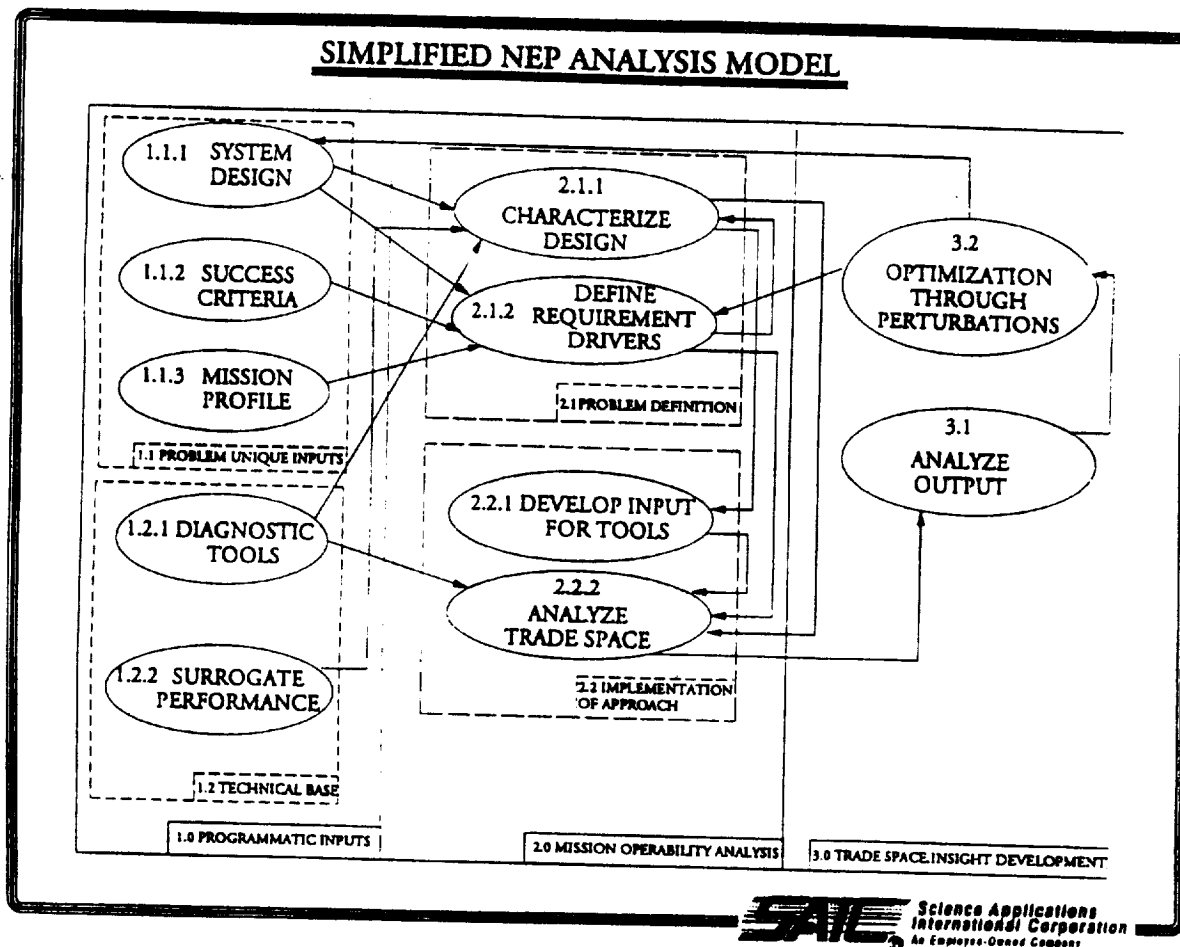 SIMPLIFIED NEP ANALYSIS MODEL
1.1.1 SYSTEM
DESIGN
1.1.2 SUCCESS
CRITERIA
1.1.3 MISSION
PROFILE
1.1 PROBLEM UNIQUE INPUTS
1.2.1 DIAGNOSTIC
TOOLS
1.2.2 SURROGATE
PERFORMANCE
1.2 TECHNICAL BASE
1.0 PROGRAMMATIC INPUTS
2.1.1
CHARACTERIZE
DESIGN
DEFINE
2.1.2 REQUIREMENT
DRIVERS
2.1 PROBLEM DEFINITION
2.2.1 DEVELOP INPUT
FOR TOOLS
2.2.2
ANALYZE
TRADE SPACE
2.2 IMPLEMENTATION
OF APPROACH
2.0 MISSION OPERABILITY ANALYSIS
3.2
OPTIMIZATION
THROUGH
PERTURBATIONS
3.1
ANALYZE
OUTPUT
3.0 TRADE SPACE INSIGHT DEVELOPMENT
SAIC
Science Applications
International Corporation
An Employee-Owned Company